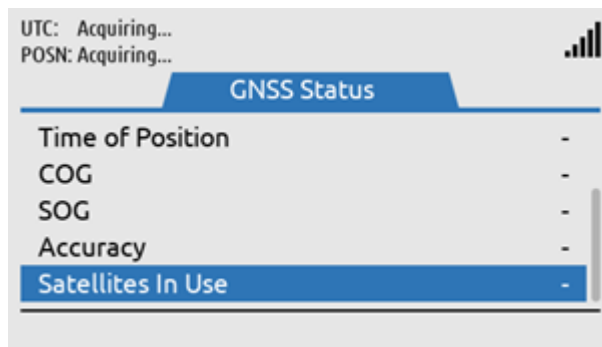 UTC: Acquiring...
POSN: Acquiring...
GNSS Status
Time of Position -
COG -
SOG -
Accuracy -
Satellites In Use -